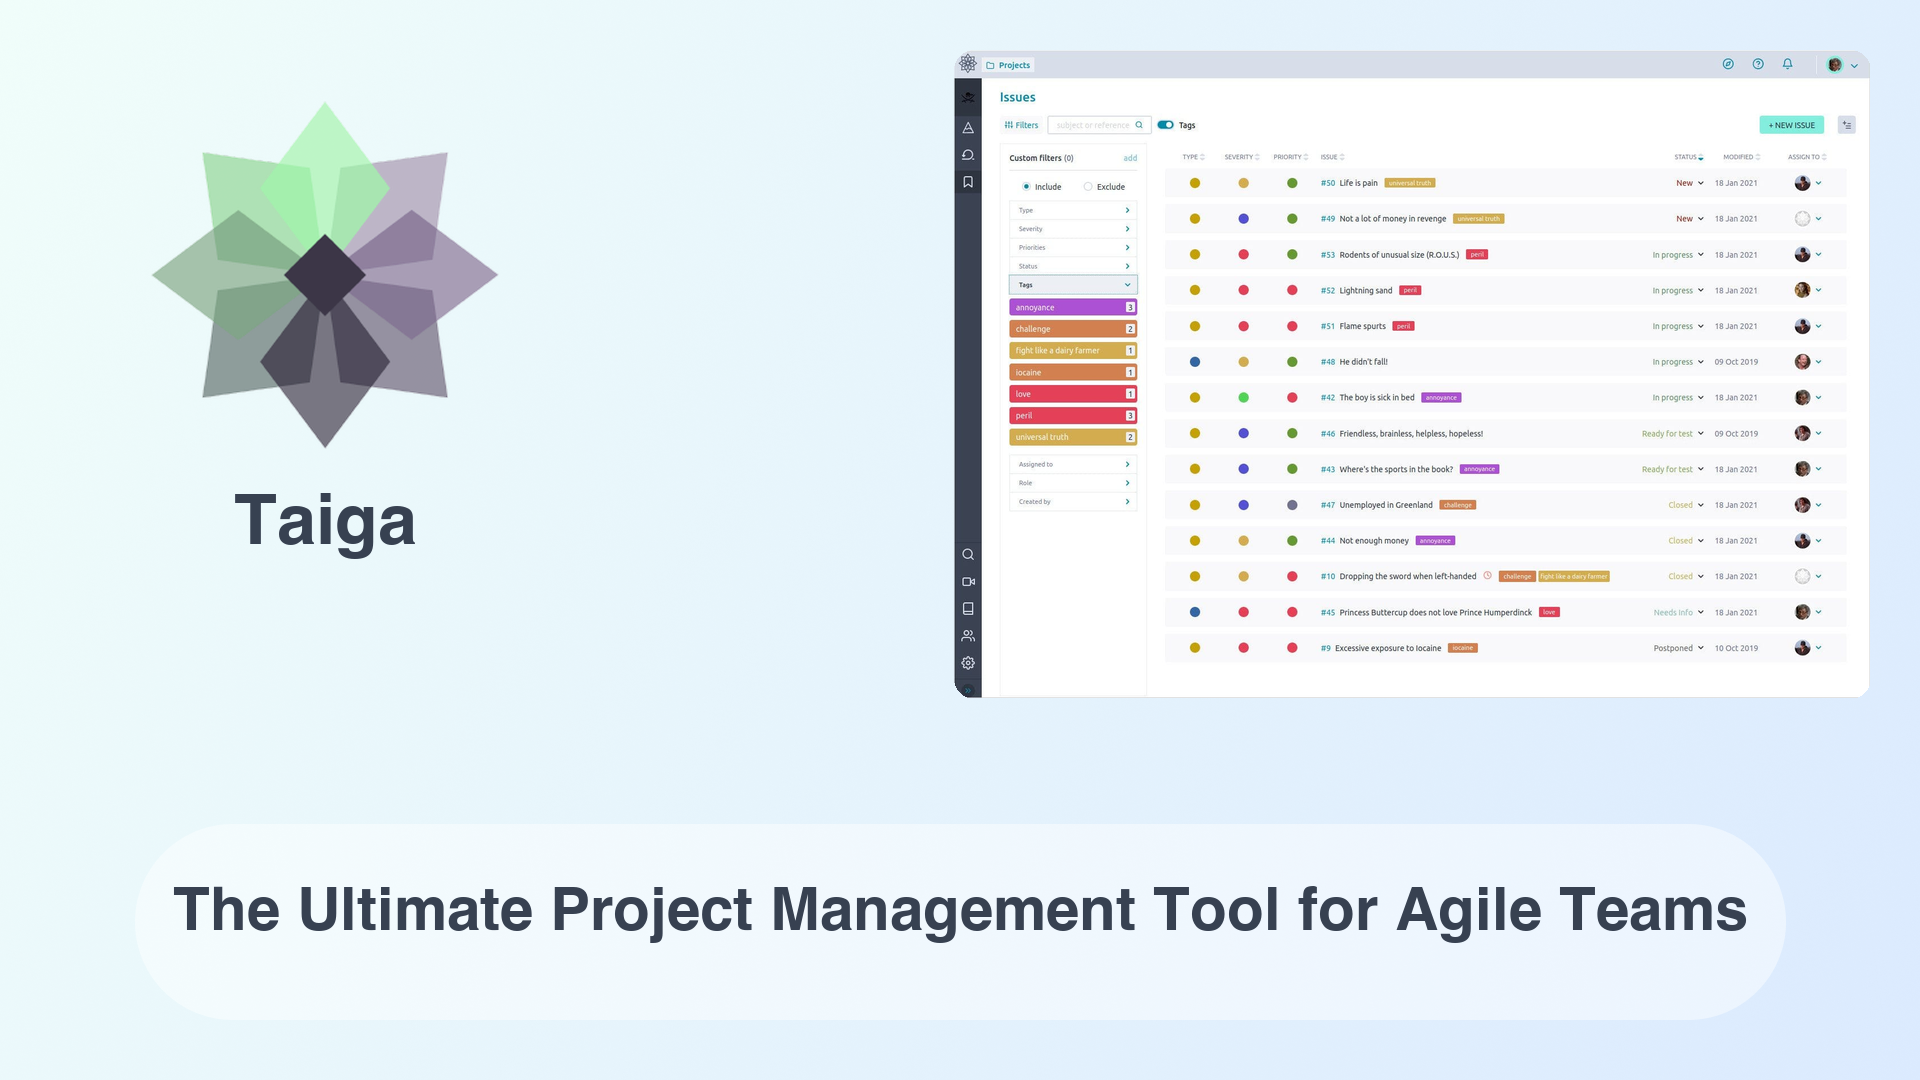 Taiga
Projects
Issues
Filters
subject or reference
Tags
+ NEW ISSUE
Custom filters (0)
add
Include
Exclude
Type
Severity
Priorities
Status
Tags
annoyance 3
challenge 2
fight like a dairy farmer 1
iocaine 1
love 1
peril 3
universal truth 2
Assigned to
Role
Created by
TYPE SEVERITY PRIORITY ISSUE STATUS MODIFIED ASSIGN TO
#50 Life is pain universal truth New 18 Jan 2021
#49 Not a lot of money in revenge universal truth New 18 Jan 2021
#53 Rodents of unusual size (R.O.U.S.) peril In progress 18 Jan 2021
#52 Lightning sand peril In progress 18 Jan 2021
#51 Flame spurts peril In progress 18 Jan 2021
#48 He didn't fall! In progress 09 Oct 2019
#42 The boy is sick in bed annoyance In progress 18 Jan 2021
#46 Friendless, brainless, helpless, hopeless! Ready for test 09 Oct 2019
#43 Where's the sports in the book? annoyance Ready for test 18 Jan 2021
#47 Unemployed in Greenland challenge Closed 18 Jan 2021
#44 Not enough money annoyance Closed 18 Jan 2021
#10 Dropping the sword when left-handed challenge fight like a dairy farmer Closed 18 Jan 2021
#45 Princess Buttercup does not love Prince Humperdinck love Needs Info 18 Jan 2021
#9 Excessive exposure to Iocaine iocaine Postponed 10 Oct 2019
The Ultimate Project Management Tool for Agile Teams